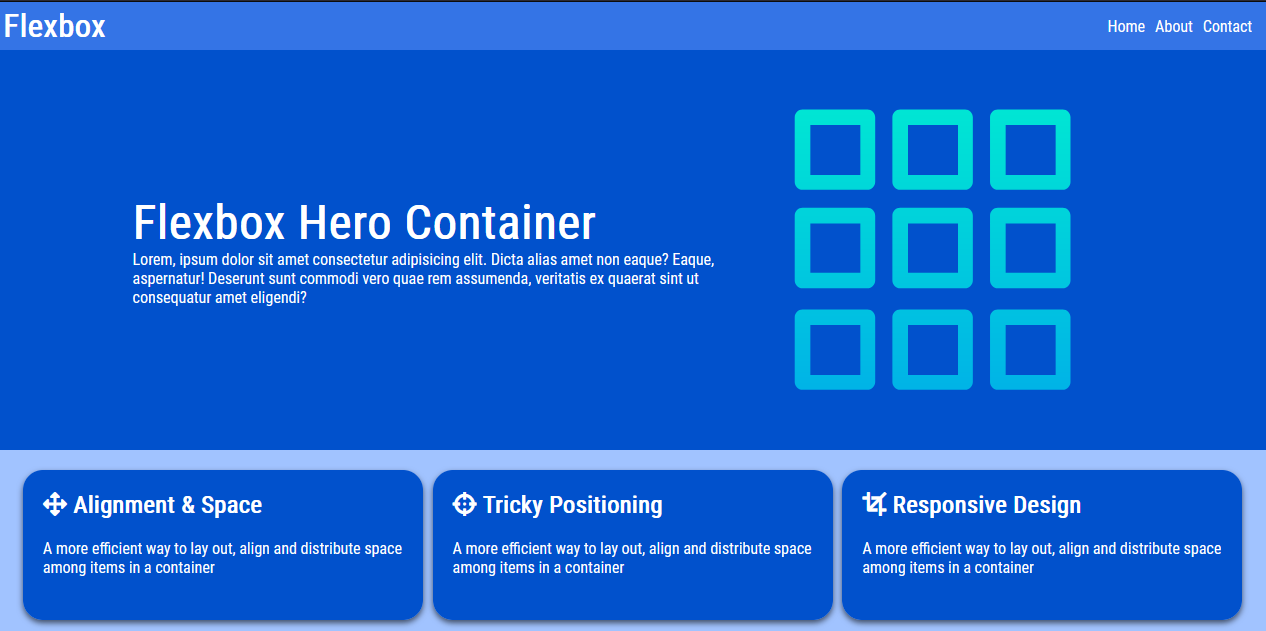 Flexbox
Home About Contact
Flexbox Hero Container
Lorem, ipsum dolor sit amet consectetur adipisicing elit. Dicta alias amet non eaque? Eaque,
aspernatur! Deserunt sunt commodi vero quae rem assumenda, veritatis ex quaerat sint ut
consequatur amet eligendi?
Alignment & Space
A more efficient way to lay out, align and distribute space
among items in a container
Tricky Positioning
A more efficient way to lay out, align and distribute space
among items in a container
Responsive Design
A more efficient way to lay out, align and distribute space
among items in a container